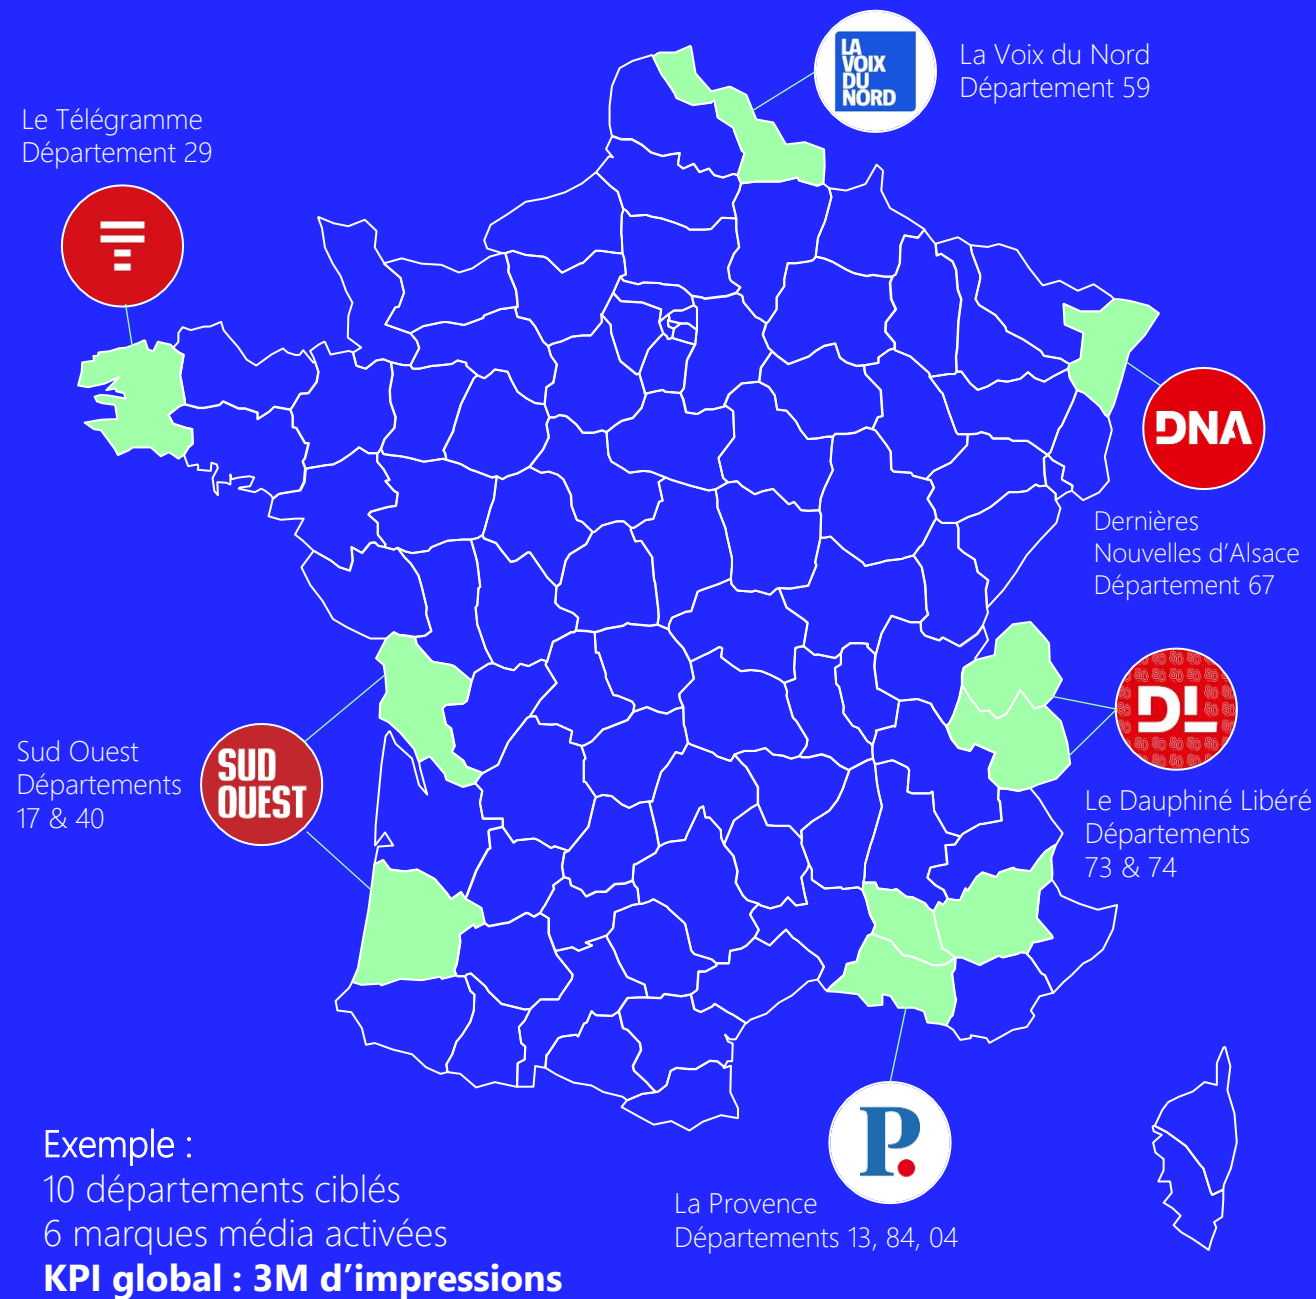 LA
VOIX
DU
NORD
La Voix du Nord
Département 59
Le Télégramme
Département 29
DNA
Dernières
Nouvelles d’Alsace
Département 67
DL
Le Dauphiné Libéré
Départements
73 & 74
Sud Ouest
Départements
17 & 40
SUD
OUEST
P.
La Provence
Départements 13, 84, 04
Exemple :
10 départements ciblés
6 marques média activées
KPI global : 3M d’impressions